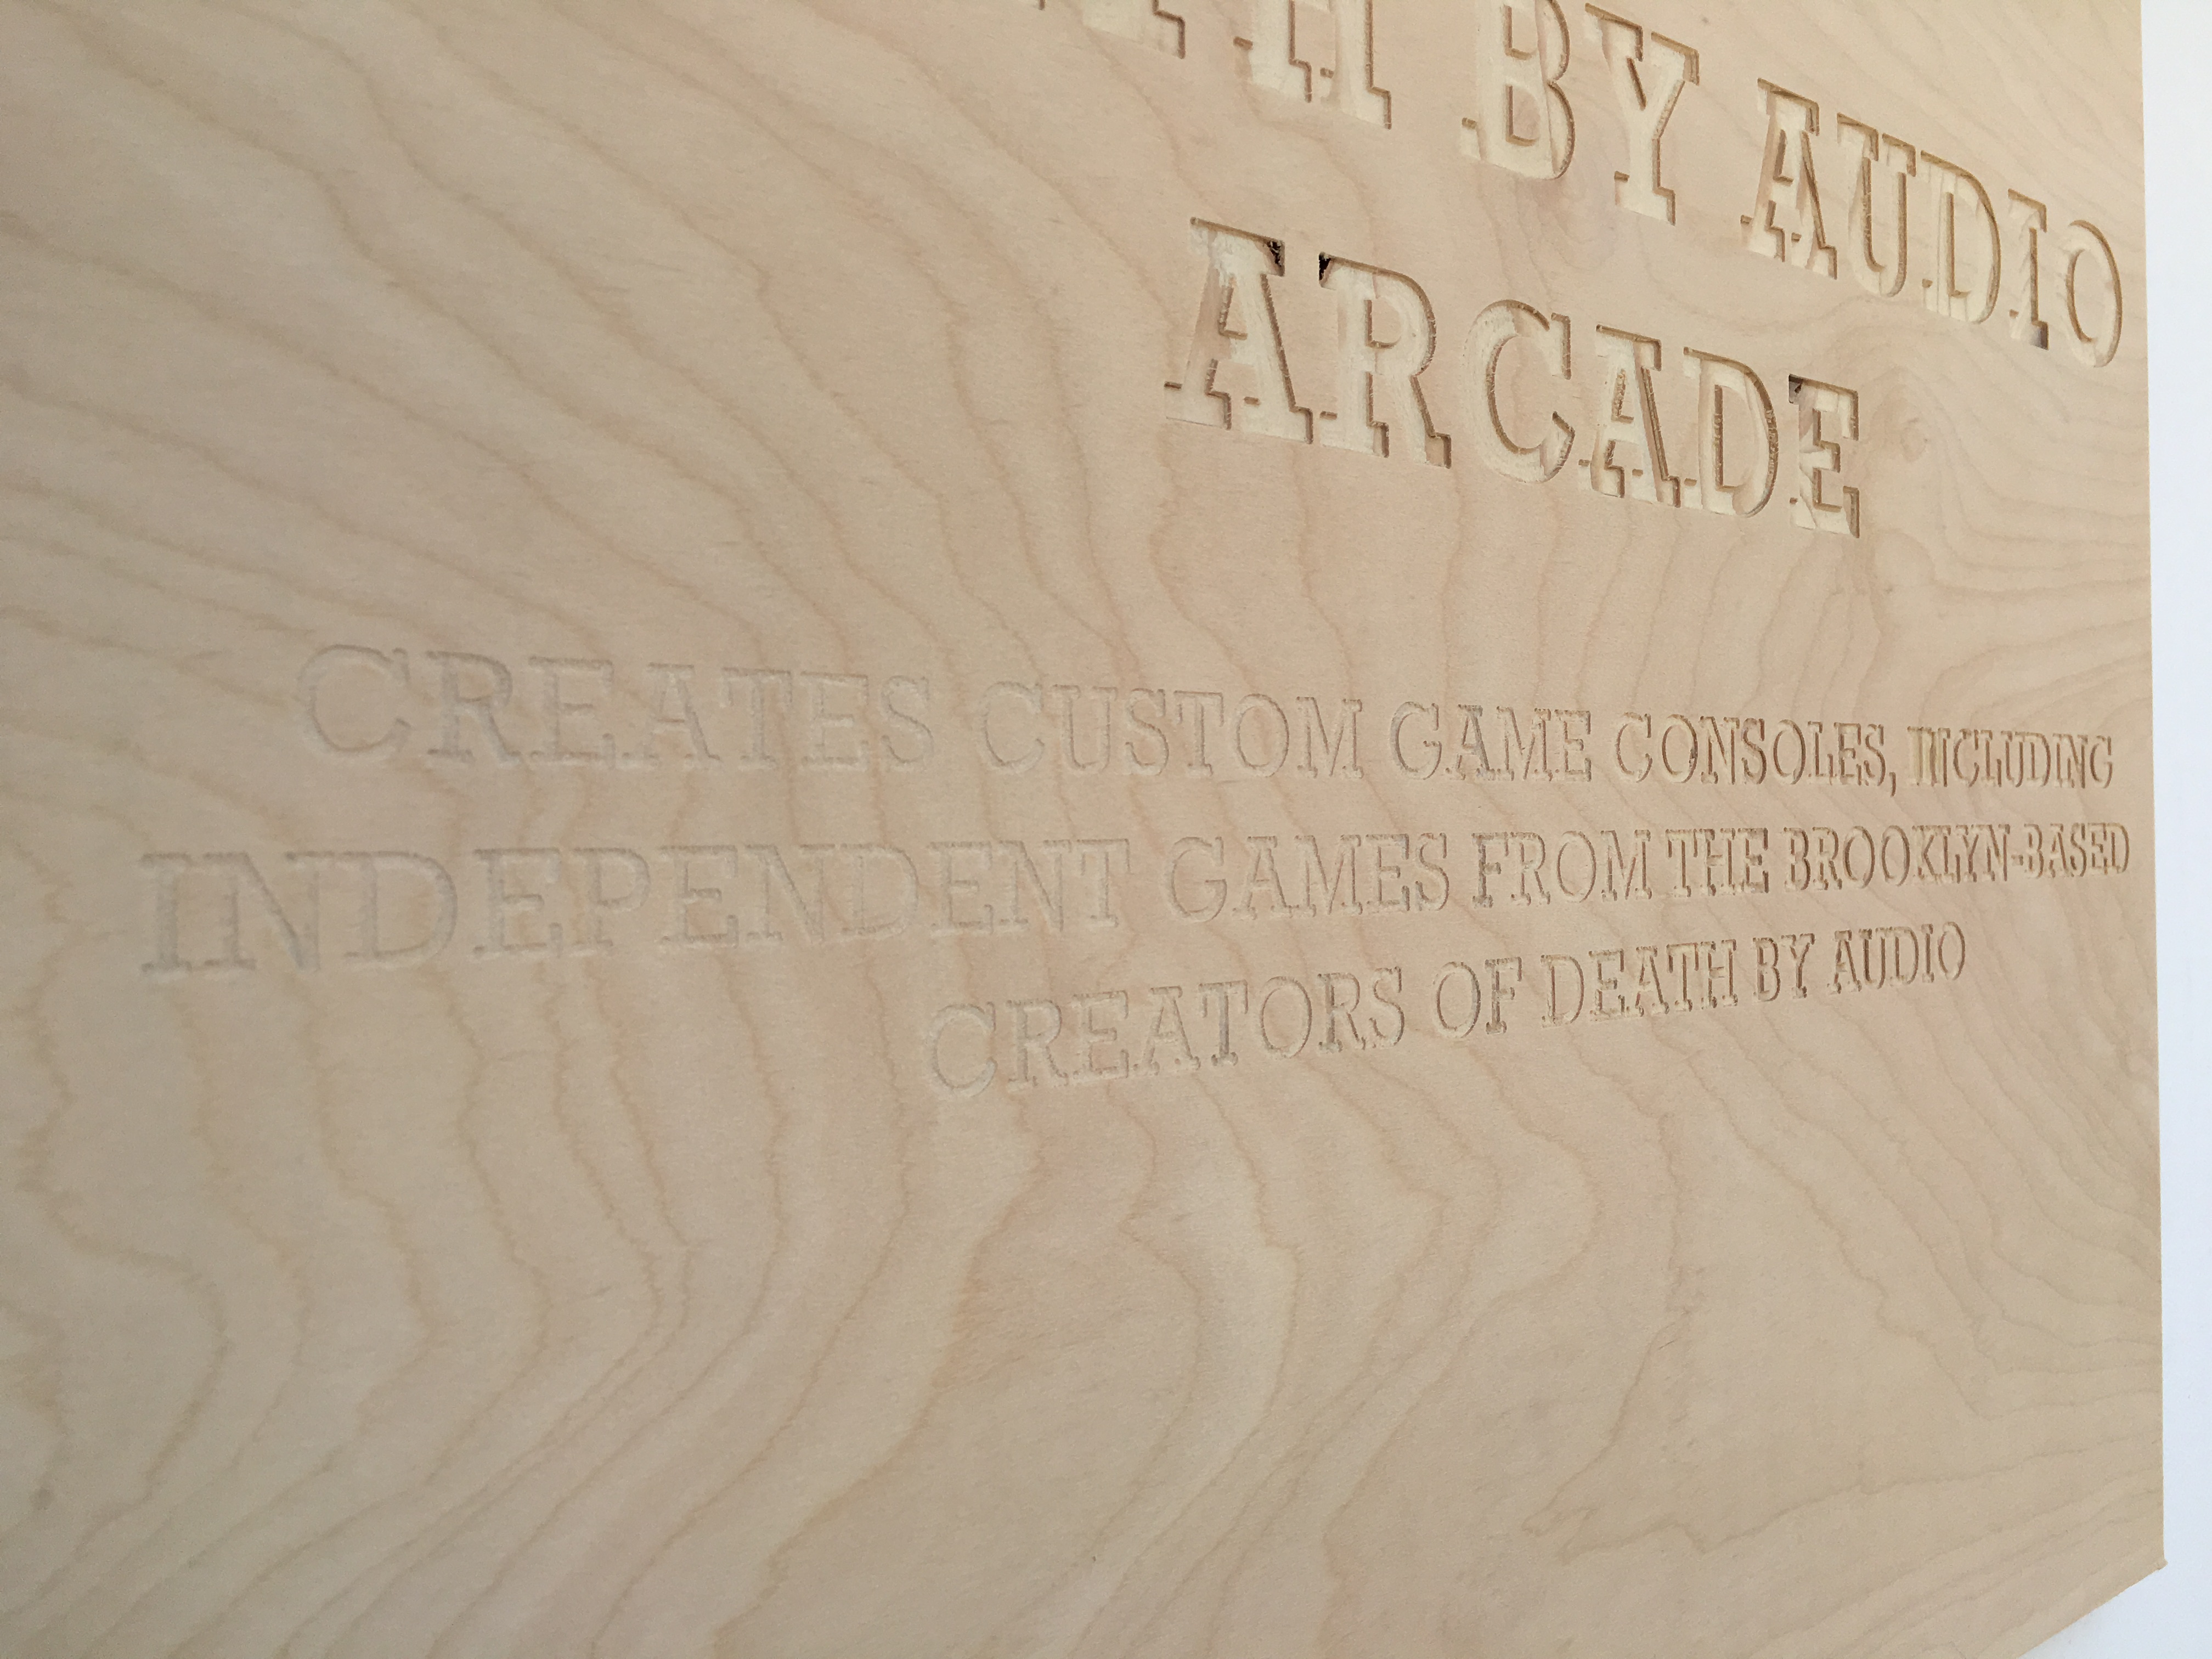 TH BY AUDIO
ARCADE
CREATES CUSTOM GAME CONSOLES, INCLUDING
INDEPENDENT GAMES FROM THE BROOKLYN-BASED
CREATORS OF DEATH BY AUDIO